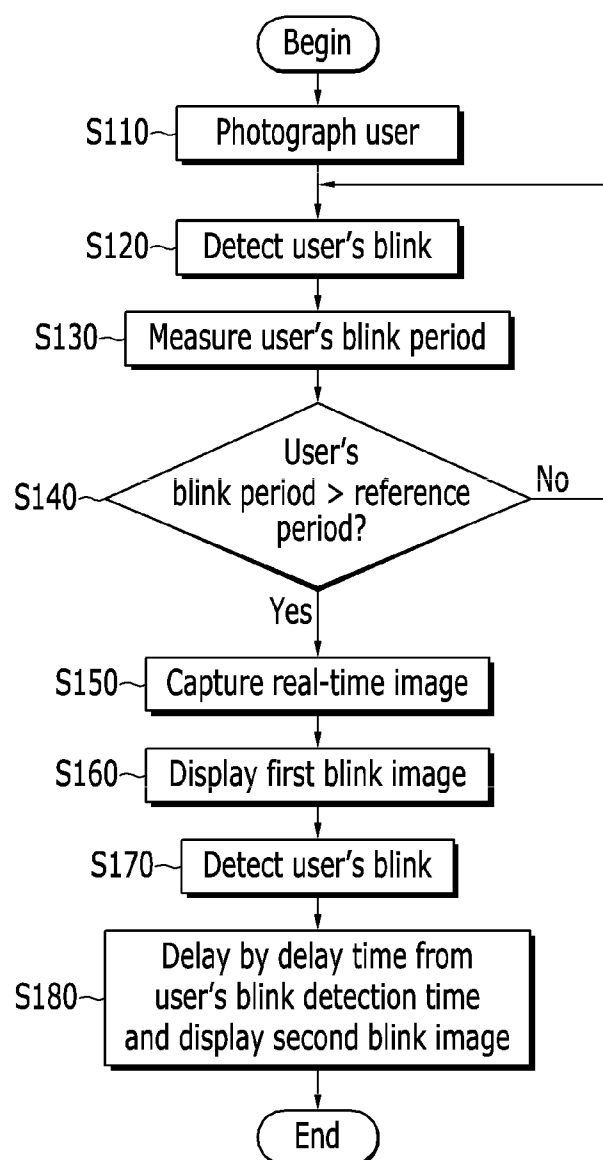 Begin
S110
Photograph user
S120
Detect user's blink
S130
Measure user's blink period
S140
User's
blink period > reference
period?
No
Yes
S150
Capture real-time image
S160
Display first blink image
S170
Detect user's blink
S180
Delay by delay time from
user's blink detection time
and display second blink image
End